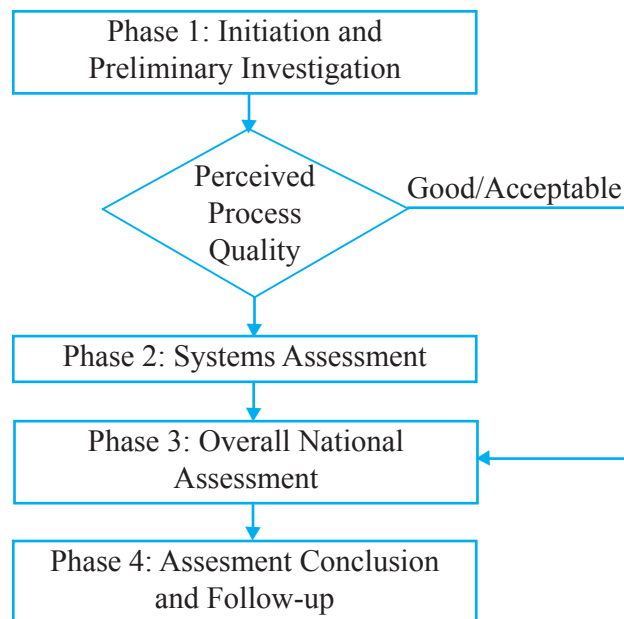 Phase 1: Initiation and
Preliminary Investigation
Perceived
Process
Quality
Good/Acceptable
Phase 2: Systems Assessment
Phase 3: Overall National
Assessment
Phase 4: Assesment Conclusion
and Follow-up